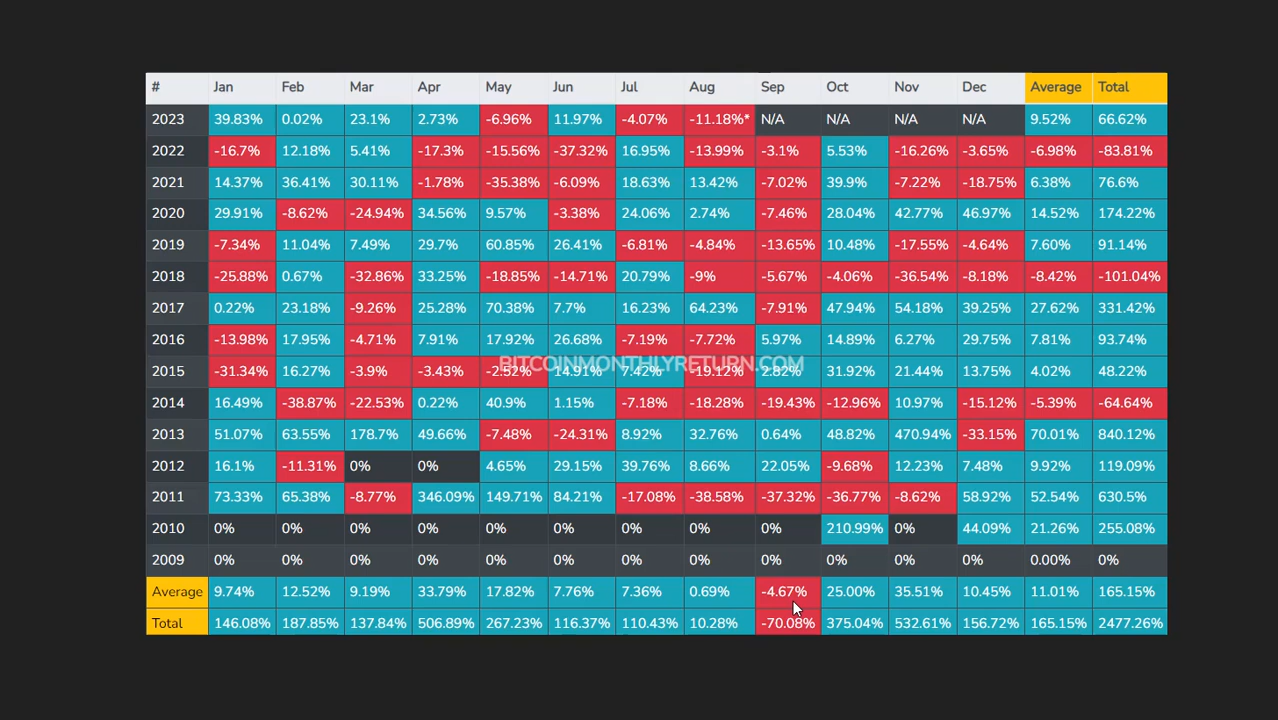 # Jan Feb Mar Apr May Jun Jul Aug Sep Oct Nov Dec Average Total
2023 39.83% 0.02% 23.1% 2.73% -6.96% 11.97% -4.07% -11.18%* N/A N/A N/A N/A 9.52% 66.62%
2022 -16.7% 12.18% 5.41% -17.3% -15.56% -37.32% 16.95% -13.99% -3.1% 5.53% -16.26% -3.65% -6.98% -83.81%
2021 14.37% 36.41% 30.11% -1.78% -35.38% -6.09% 18.63% 13.42% -7.02% 39.9% -7.22% -18.75% 6.38% 76.6%
2020 29.91% -8.62% -24.94% 34.56% 9.57% -3.38% 24.06% 2.74% -7.46% 28.04% 42.77% 46.97% 14.52% 174.22%
2019 -7.34% 11.04% 7.49% 29.7% 60.85% 26.41% -6.81% -4.84% -13.65% 10.48% -17.55% -4.64% 7.60% 91.14%
2018 -25.88% 0.67% -32.86% 33.25% -18.85% -14.71% 20.79% -9% -5.67% -4.06% -36.54% -8.18% -8.42% -101.04%
2017 0.22% 23.18% -9.26% 25.28% 70.38% 7.7% 16.23% 64.23% -7.91% 47.94% 54.18% 39.25% 27.62% 331.42%
2016 -13.98% 17.95% -4.71% 7.91% 17.92% 26.68% -7.19% -7.72% 5.97% 14.89% 6.27% 29.75% 7.81% 93.74%
BITCOINMONTHLYRETURN.COM
2015 -31.34% 16.27% -3.9% -3.43% -2.52% 14.91% 7.42% -19.12% 2.82% 31.92% 21.44% 13.75% 4.02% 48.22%
2014 16.49% -38.87% -22.53% 0.22% 40.9% 1.15% -7.18% -18.28% -19.43% -12.96% 10.97% -15.12% -5.39% -64.64%
2013 51.07% 63.55% 178.7% 49.66% -7.48% -24.31% 8.92% 32.76% 0.64% 48.82% 470.94% -33.15% 70.01% 840.12%
2012 16.1% -11.31% 0% 0% 4.65% 29.15% 39.76% 8.66% 22.05% -9.68% 12.23% 7.48% 9.92% 119.09%
2011 73.33% 65.38% -8.77% 346.09% 149.71% 84.21% -17.08% -38.58% -37.32% -36.77% -8.62% 58.92% 52.54% 630.5%
2010 0% 0% 0% 0% 0% 0% 0% 0% 0% 210.99% 0% 44.09% 21.26% 255.08%
2009 0% 0% 0% 0% 0% 0% 0% 0% 0% 0% 0% 0% 0.00% 0%
Average 9.74% 12.52% 9.19% 33.79% 17.82% 7.76% 7.36% 0.69% -4.67% 25.00% 35.51% 10.45% 11.01% 165.15%
Total 146.08% 187.85% 137.84% 506.89% 267.23% 116.37% 110.43% 10.28% -70.08% 375.04% 532.61% 156.72% 165.15% 2477.26%